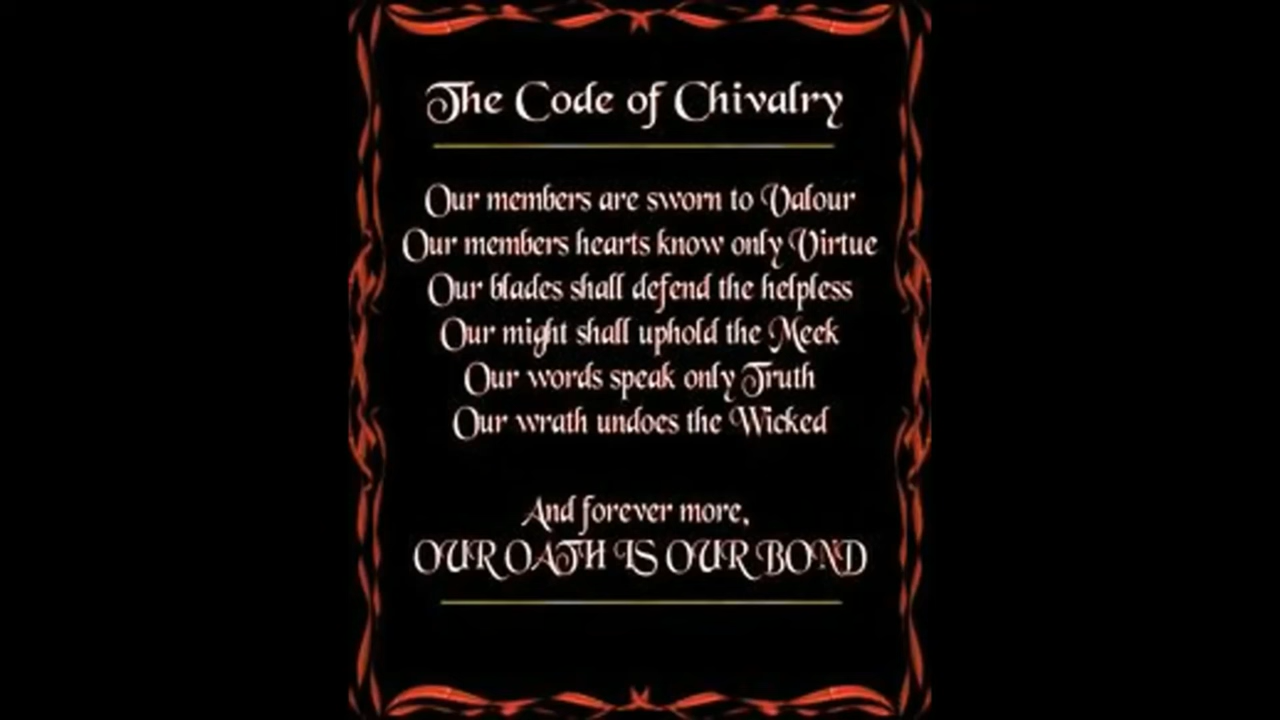 The Code of Chivalry
Our members are sworn to Valour
Our members hearts know only Virtue
Our blades shall defend the helpless
Our might shall uphold the Meek
Our words speak only Truth
Our wrath undoes the Wicked
And forever more,
OUR OATH IS OUR BOND